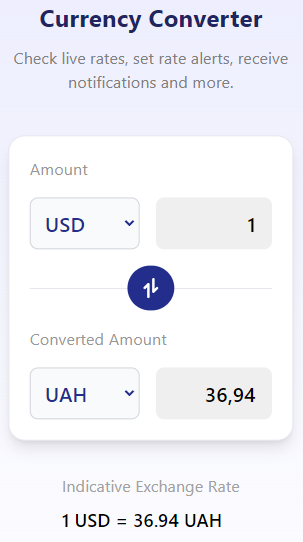 Currency Converter
Check live rates, set rate alerts, receive
notifications and more.
Amount
USD 1
Converted Amount
UAH 36,94
Indicative Exchange Rate
1 USD = 36.94 UAH